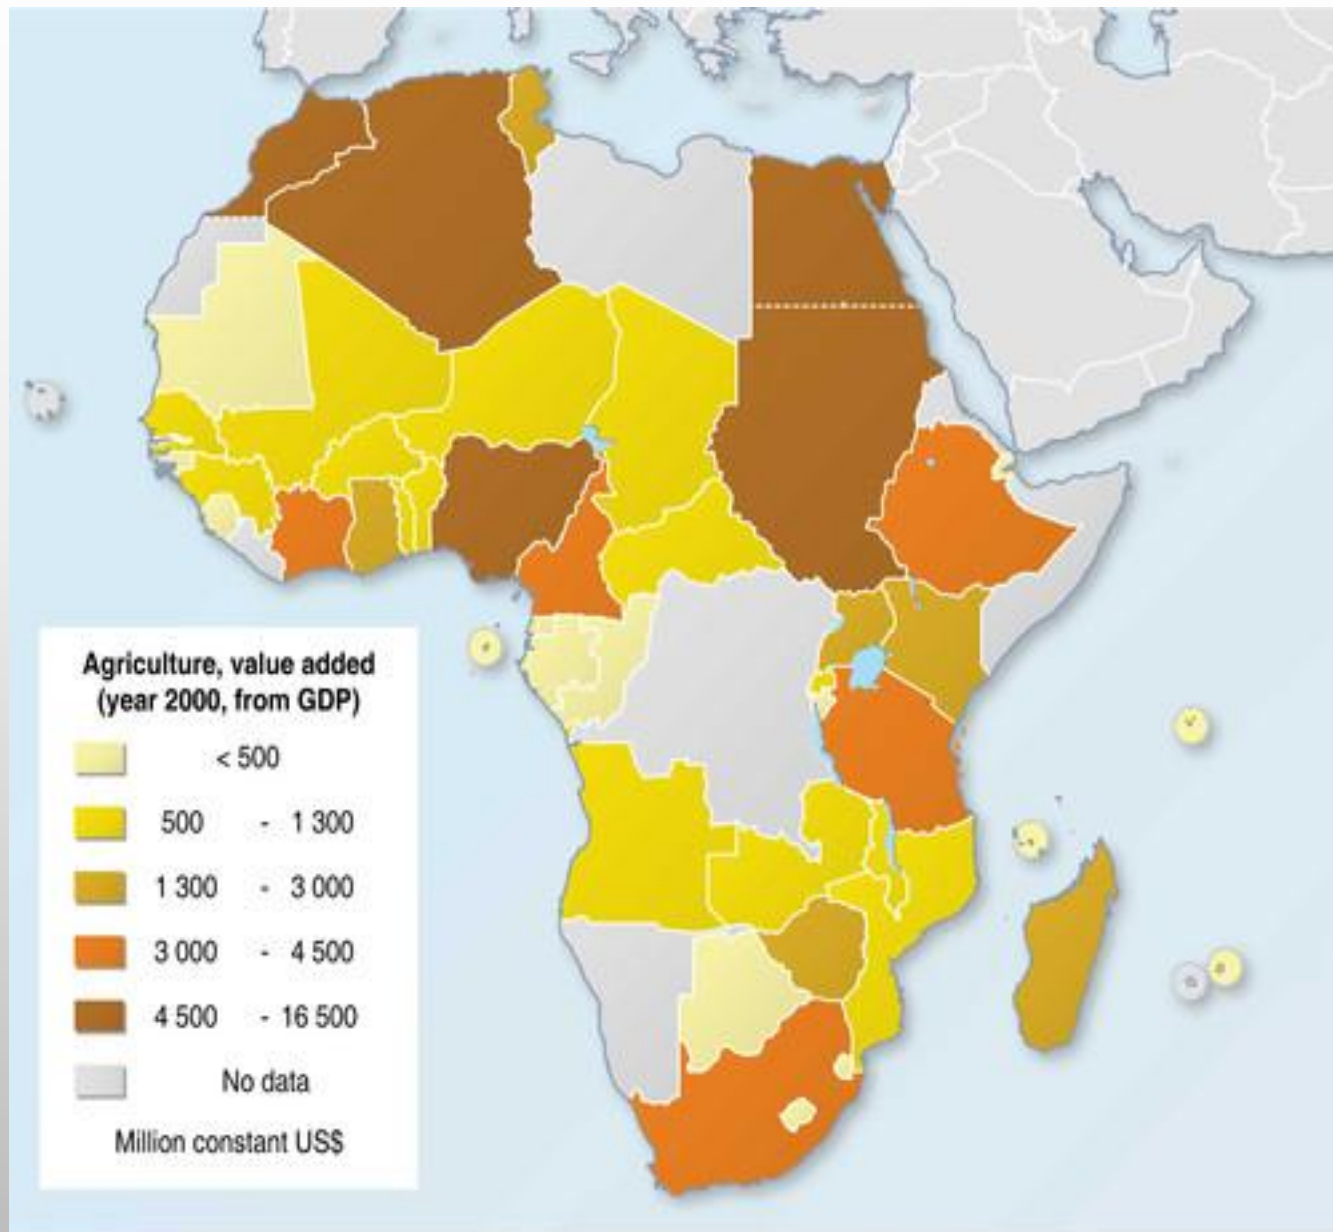 Agriculture, value added
(year 2000, from GDP)
< 500
500 - 1 300
1 300 - 3 000
3 000 - 4 500
4 500 - 16 500
No data
Million constant US$